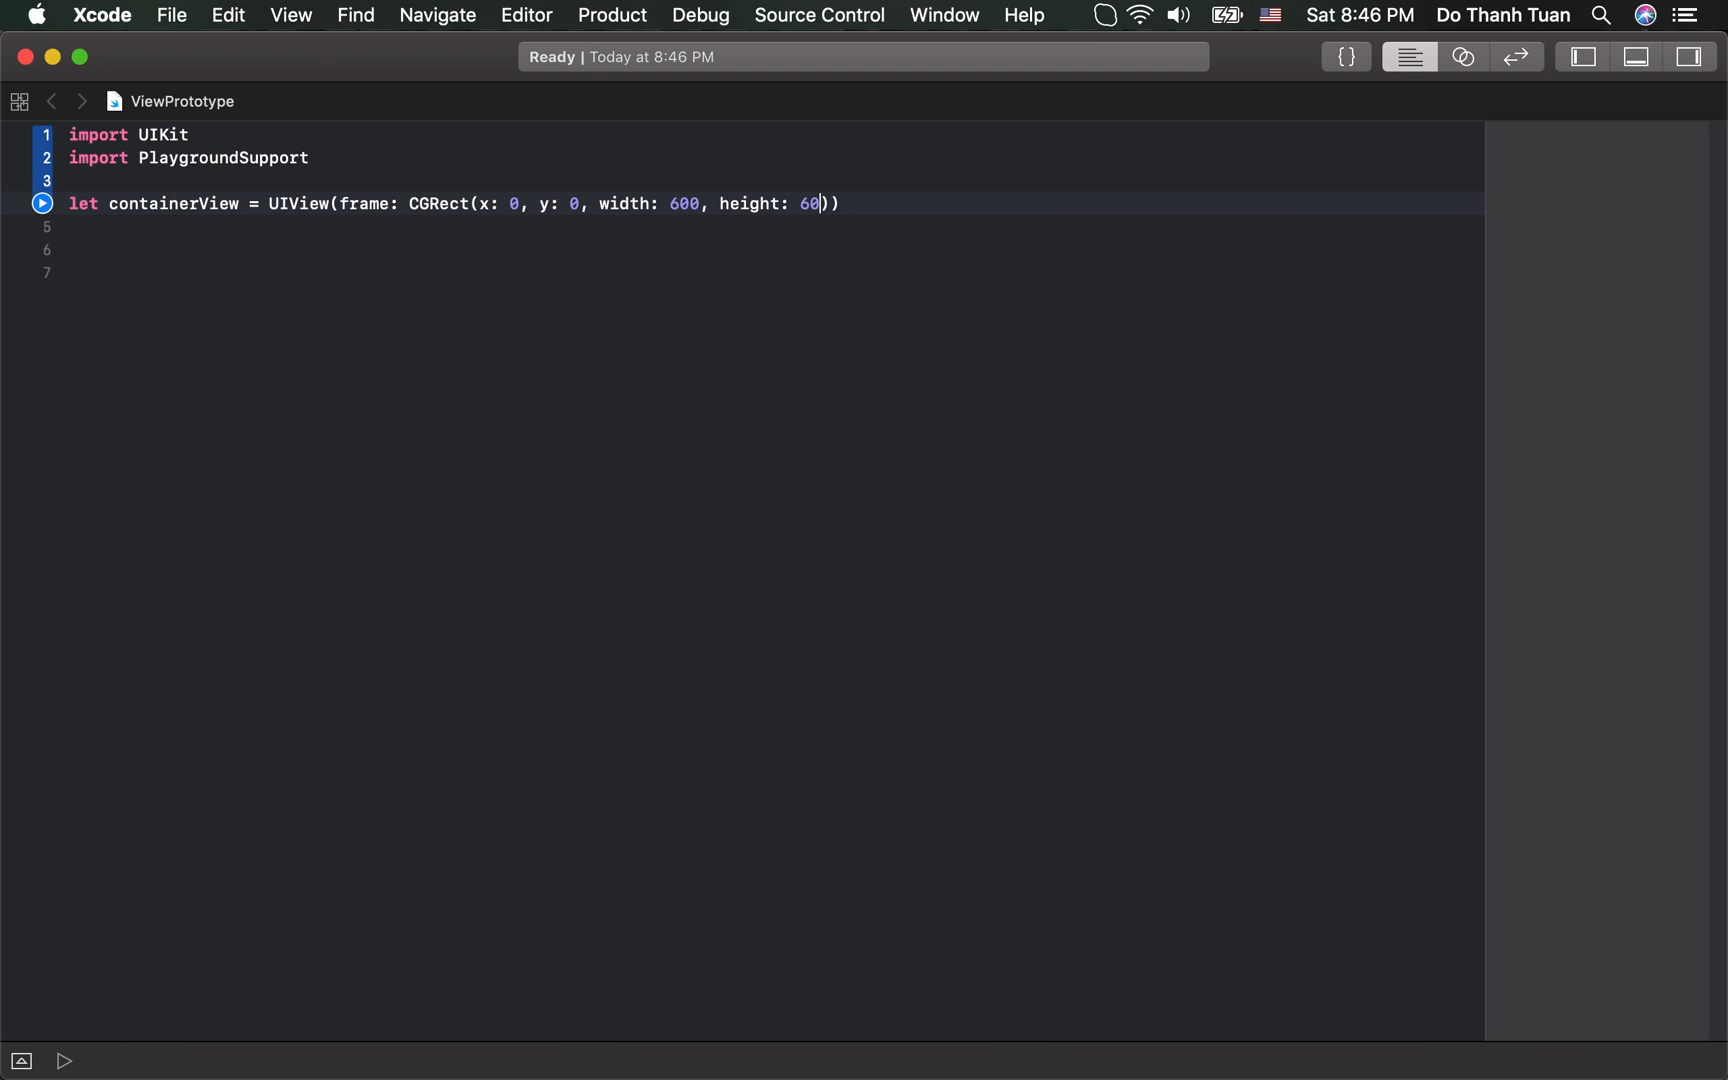 Xcode File Edit View Find Navigate Editor Product Debug Source Control Window Help Sat 8:46 PM Do Thanh Tuan
Ready | Today at 8:46 PM { }
ViewPrototype
1 import UIKit
2 import PlaygroundSupport
3
let containerView = UIView(frame: CGRect(x: 0, y: 0, width: 600, height: 60))
5
6
7